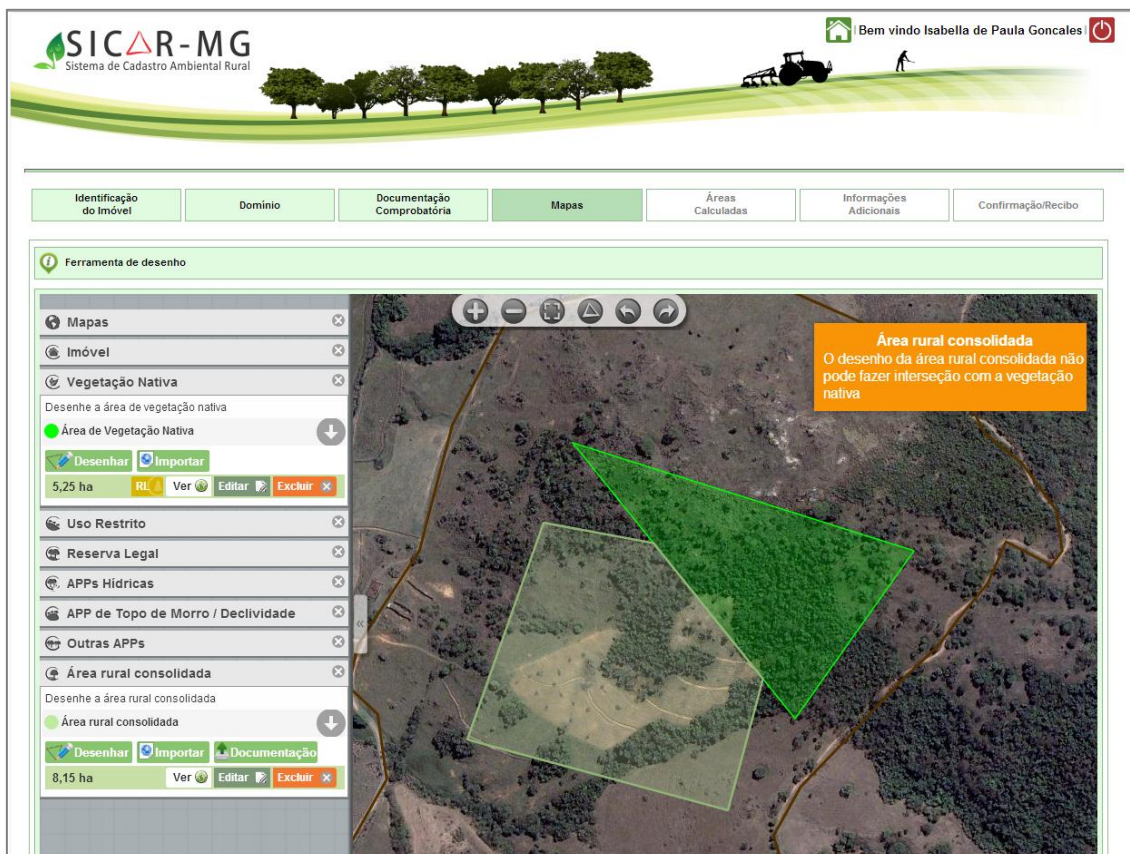 SICAR-MG
Sistema de Cadastro Ambiental Rural
Bem vindo Isabella de Paula Goncales
Identificação
do Imóvel
Domínio
Documentação
Comprobatória
Mapas
Áreas
Calculadas
Informações
Adicionais
Confirmação/Recibo
Ferramenta de desenho
Mapas
Imóvel
Vegetação Nativa
Desenhe a área de vegetação nativa
Área de Vegetação Nativa
Desenhar Importar
5,25 ha RL Ver Editar Excluir
Uso Restrito
Reserva Legal
APPs Hídricas
APP de Topo de Morro / Declividade
Outras APPs
Área rural consolidada
Desenhe a área rural consolidada
Área rural consolidada
Desenhar Importar Documentação
8,15 ha Ver Editar Excluir
Área rural consolidada
O desenho da área rural consolidada não
pode fazer interseção com a vegetação
nativa